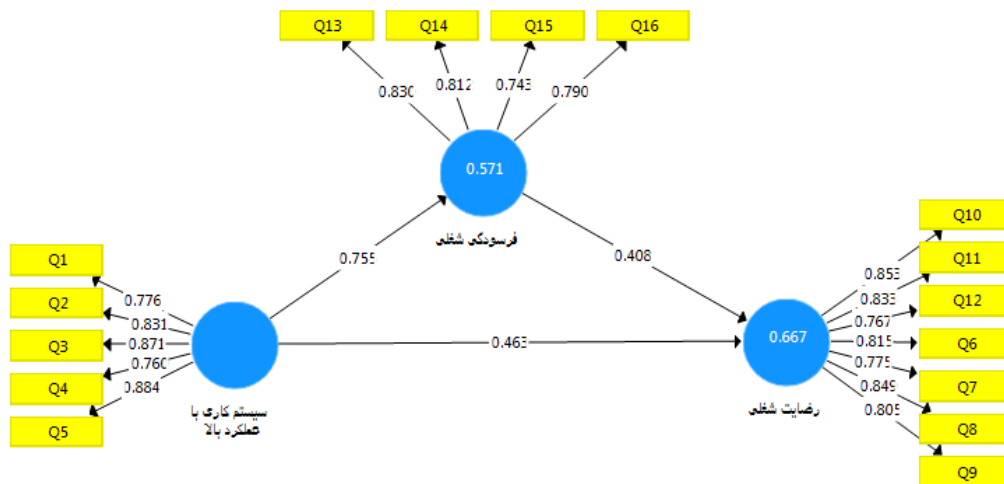 Q13
Q14
Q15
Q16
0.830
0.812
0.743
0.790
0.571
فرسودگی شغلی
0.755
0.408
Q1
Q2
Q3
Q4
Q5
0.776
0.831
0.871
0.760
0.884
سیستم کاری با
عملکرد بالا
0.463
0.667
رضایت شغلی
0.853
0.833
0.767
0.815
0.775
0.849
0.805
Q10
Q11
Q12
Q6
Q7
Q8
Q9